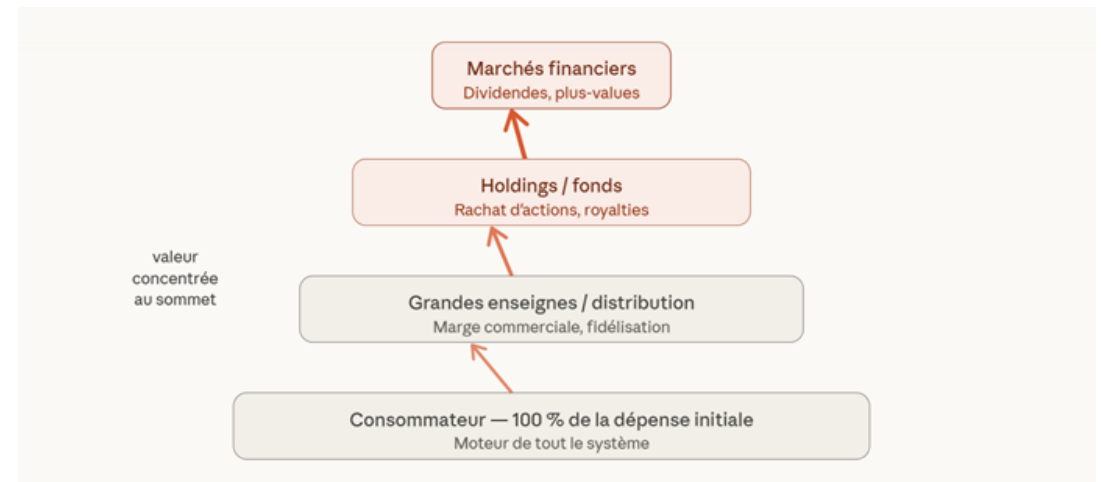 Marchés financiers
Dividendes, plus-values
Holdings / fonds
Rachat d'actions, royalties
valeur
concentrée
au sommet
Grandes enseignes / distribution
Marge commerciale, fidélisation
Consommateur — 100 % de la dépense initiale
Moteur de tout le système